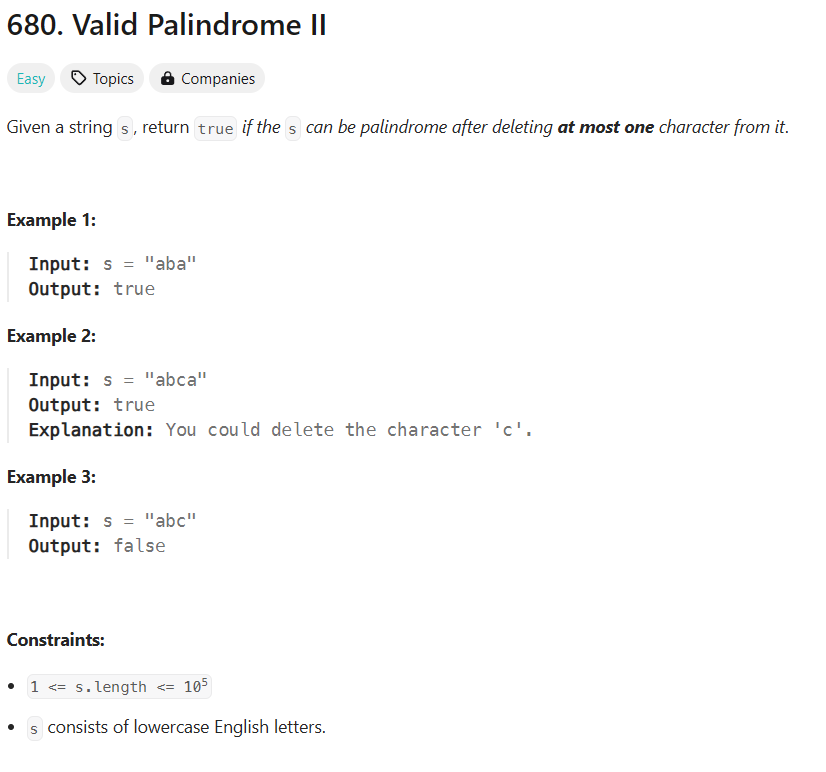 680. Valid Palindrome II
Easy Topics Companies
Given a string s, return true if the s can be palindrome after deleting at most one character from it.
Example 1:
Input: s = "aba"
Output: true
Example 2:
Input: s = "abca"
Output: true
Explanation: You could delete the character 'c'.
Example 3:
Input: s = "abc"
Output: false
Constraints:
• 1 <= s.length <= 10⁵
• s consists of lowercase English letters.